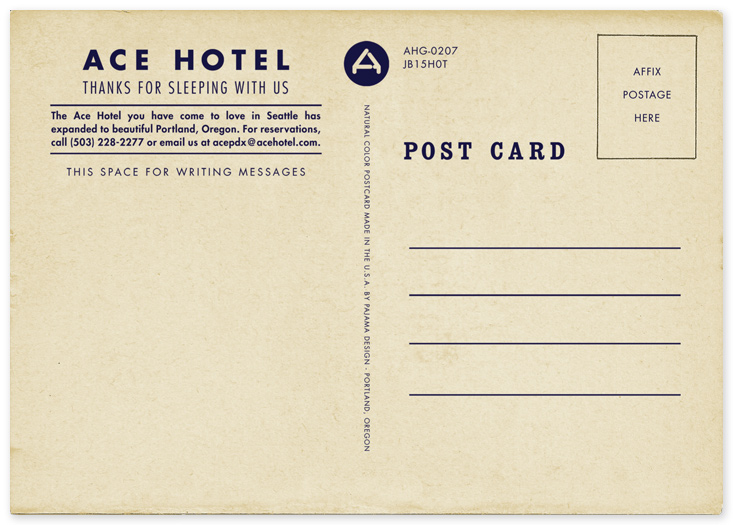 ACE HOTEL
THANKS FOR SLEEPING WITH US
The Ace Hotel you have come to love in Seattle has
expanded to beautiful Portland, Oregon. For reservations,
call (503) 228-2277 or email us at acepdx@acehotel.com.
THIS SPACE FOR WRITING MESSAGES
A
NATURAL COLOR POSTCARD MADE IN THE U.S.A. BY PAJAMA DESIGN - PORTLAND, OREGON
AHG-0207
JB15H0T
POST CARD
AFFIX
POSTAGE
HERE